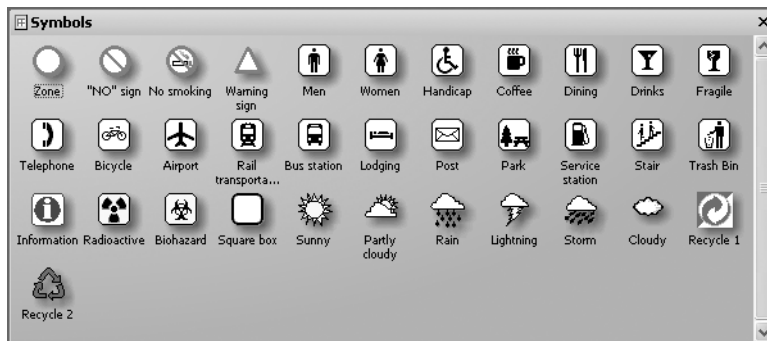 Symbols
Zone "NO" sign No smoking Warning sign Men Women Handicap Coffee Dining Drinks Fragile
Telephone Bicycle Airport Rail transporta... Bus station Lodging Post Park Service station Stair Trash Bin
Information Radioactive Biohazard Square box Sunny Partly cloudy Rain Lightning Storm Cloudy Recycle 1
Recycle 2